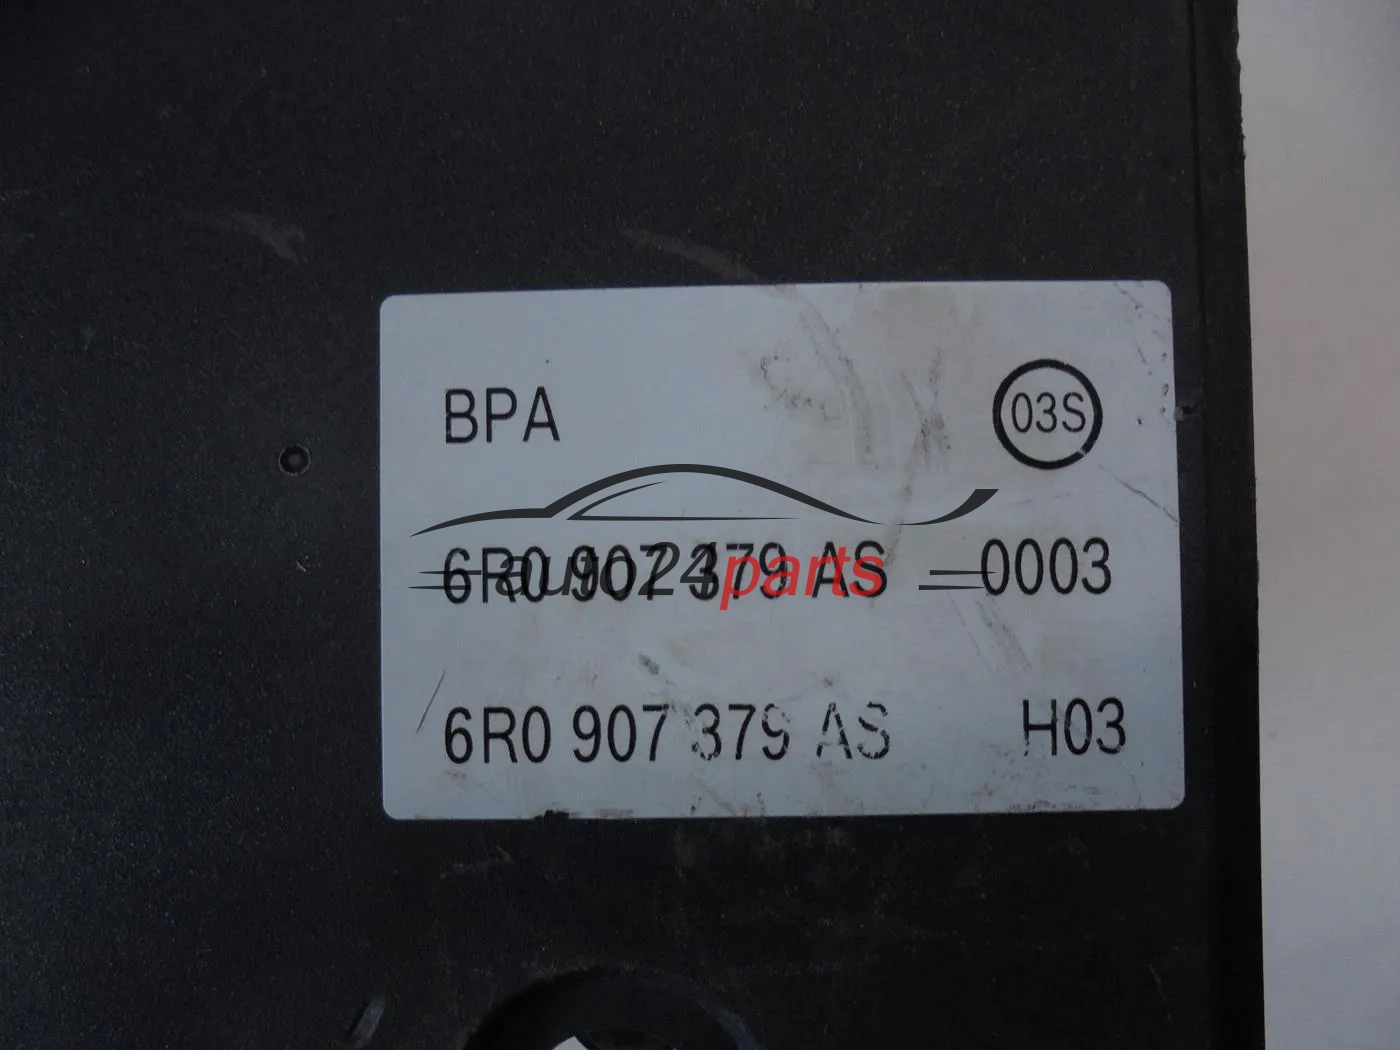 BPA 03S
6R0 907 379 AS 0003
auto24parts
6R0 907 379 AS H03